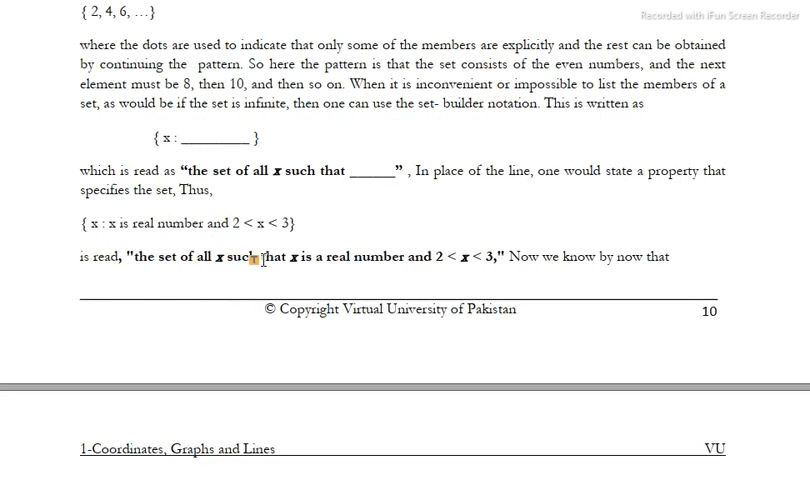 { 2, 4, 6, …}
Recorded with iFun Screen Recorder
where the dots are used to indicate that only some of the members are explicitly and the rest can be obtained
by continuing the pattern. So here the pattern is that the set consists of the even numbers, and the next
element must be 8, then 10, and then so on. When it is inconvenient or impossible to list the members of a
set, as would be if the set is infinite, then one can use the set- builder notation. This is written as
{ x : _________ }
which is read as “the set of all x such that ______” , In place of the line, one would state a property that
specifies the set, Thus,
{ x : x is real number and 2 < x < 3}
is read, "the set of all x such that x is a real number and 2 < x < 3," Now we know by now that
© Copyright Virtual University of Pakistan 10
1-Coordinates, Graphs and Lines VU